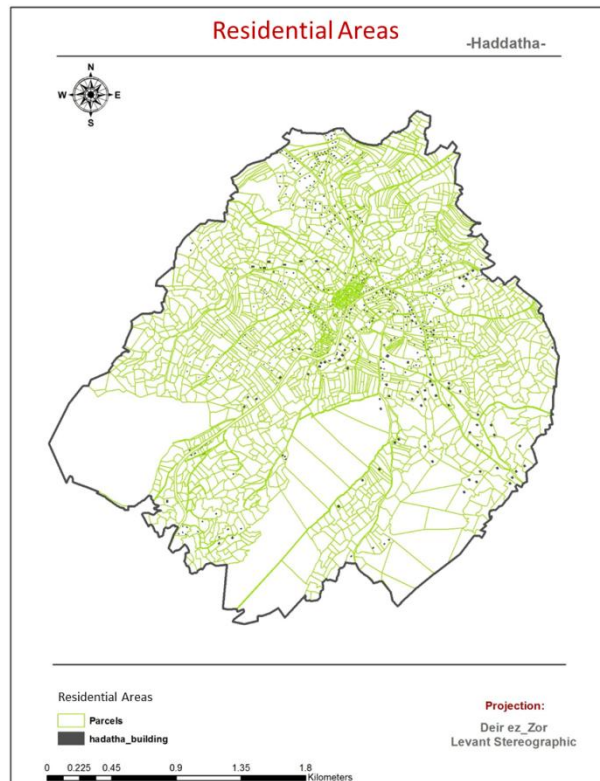 Residential Areas
-Haddatha-
N
W E
S
Residential Areas
Parcels
hadatha_building
Projection:
Deir ez_Zor
Levant Stereographic
0 0.225 0.45 0.9 1.35 1.8
Kilometers